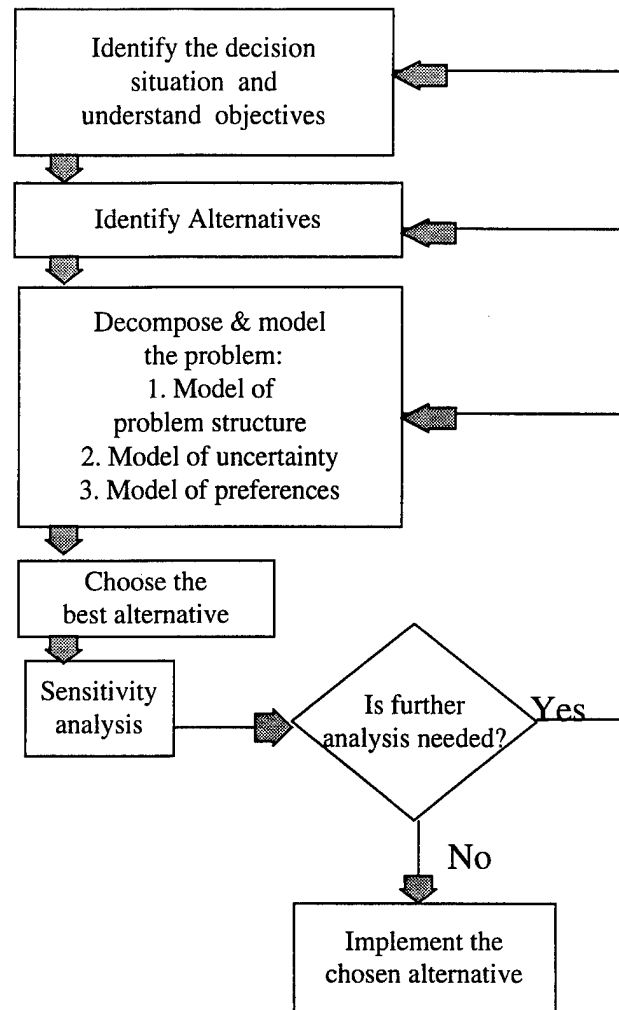 Identify the decision
situation and
understand objectives
Identify Alternatives
Decompose & model
the problem:
1. Model of
problem structure
2. Model of uncertainty
3. Model of preferences
Choose the
best alternative
Sensitivity
analysis
Is further
analysis needed?
Yes
No
Implement the
chosen alternative